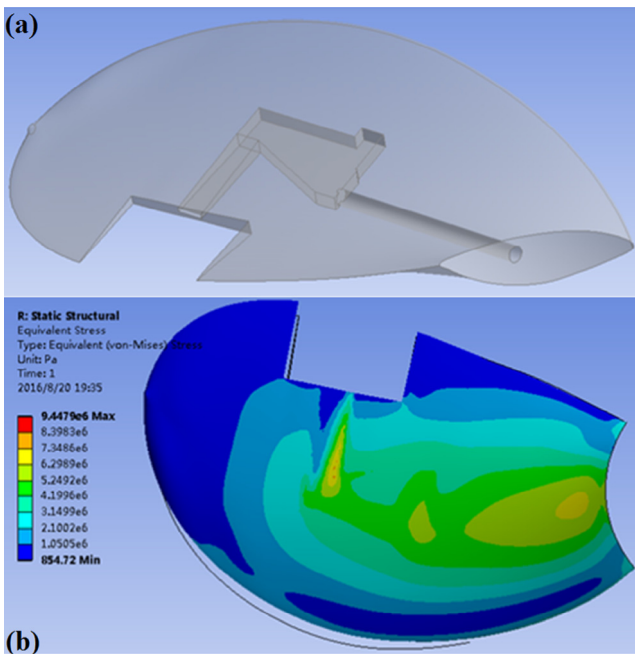 (a)
R: Static Structural
Equivalent Stress
Type: Equivalent (von-Mises) Stress
Unit: Pa
Time: 1
2016/8/20 19:35
9.4479e6 Max
8.3983e6
7.3486e6
6.2989e6
5.2492e6
4.1996e6
3.1499e6
2.1002e6
1.0505e6
854.72 Min
(b)